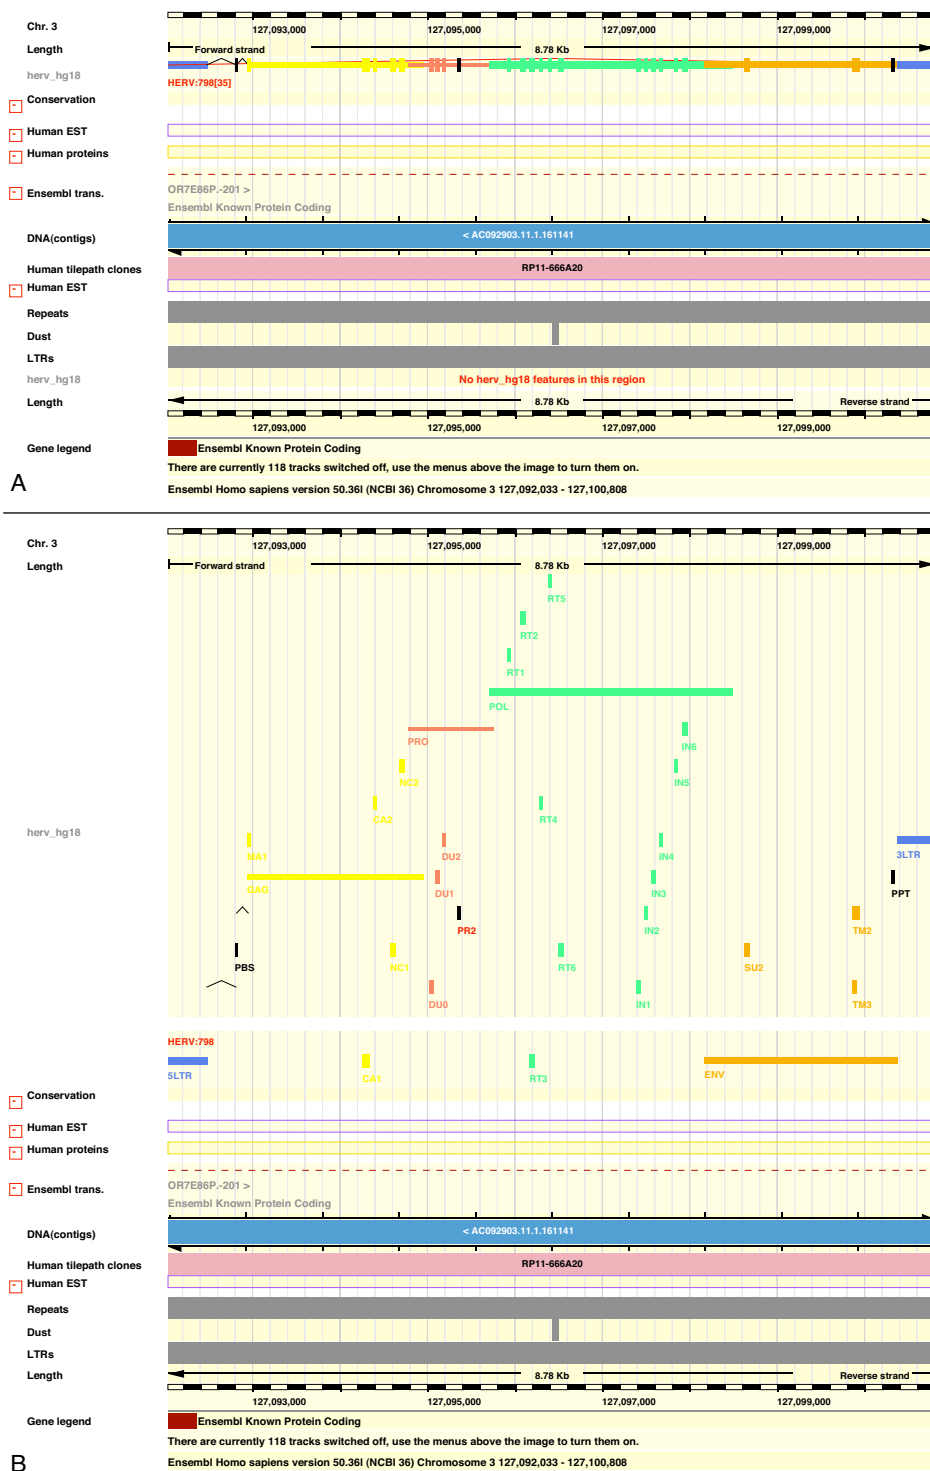 Chr. 3
127,093,000 127,095,000 127,097,000 127,099,000
Length Forward strand 8.78 Kb
herv_hg18
HERV:798[35]
- Conservation
- Human EST
- Human proteins
- Ensembl trans. OR7E86P.-201 >
Ensembl Known Protein Coding
DNA(contigs) < AC092903.11.1.161141
Human tilepath clones RP11-666A20
- Human EST
Repeats
Dust
LTRs
herv_hg18 No herv_hg18 features in this region
Length 8.78 Kb Reverse strand
127,093,000 127,095,000 127,097,000 127,099,000
Gene legend Ensembl Known Protein Coding
There are currently 118 tracks switched off, use the menus above the image to turn them on.
A
Ensembl Homo sapiens version 50.36l (NCBI 36) Chromosome 3 127,092,033 - 127,100,808
Chr. 3
127,093,000 127,095,000 127,097,000 127,099,000
Length Forward strand 8.78 Kb
RT5
RT2
RT1
POL
PRO IN6
NC2 IN5
CA2 RT4
herv_hg18
MA1 DU2 IN4 3LTR
GAG DU1 IN3 PPT
PR2 IN2 TM2
PBS NC1 RT6 SU2
DU0 IN1 TM3
HERV:798
5LTR CA1 RT3 ENV
- Conservation
- Human EST
- Human proteins
- Ensembl trans. OR7E86P.-201 >
Ensembl Known Protein Coding
DNA(contigs) < AC092903.11.1.161141
Human tilepath clones RP11-666A20
- Human EST
Repeats
Dust
LTRs
Length 8.78 Kb Reverse strand
127,093,000 127,095,000 127,097,000 127,099,000
Gene legend Ensembl Known Protein Coding
There are currently 118 tracks switched off, use the menus above the image to turn them on.
B
Ensembl Homo sapiens version 50.36l (NCBI 36) Chromosome 3 127,092,033 - 127,100,808